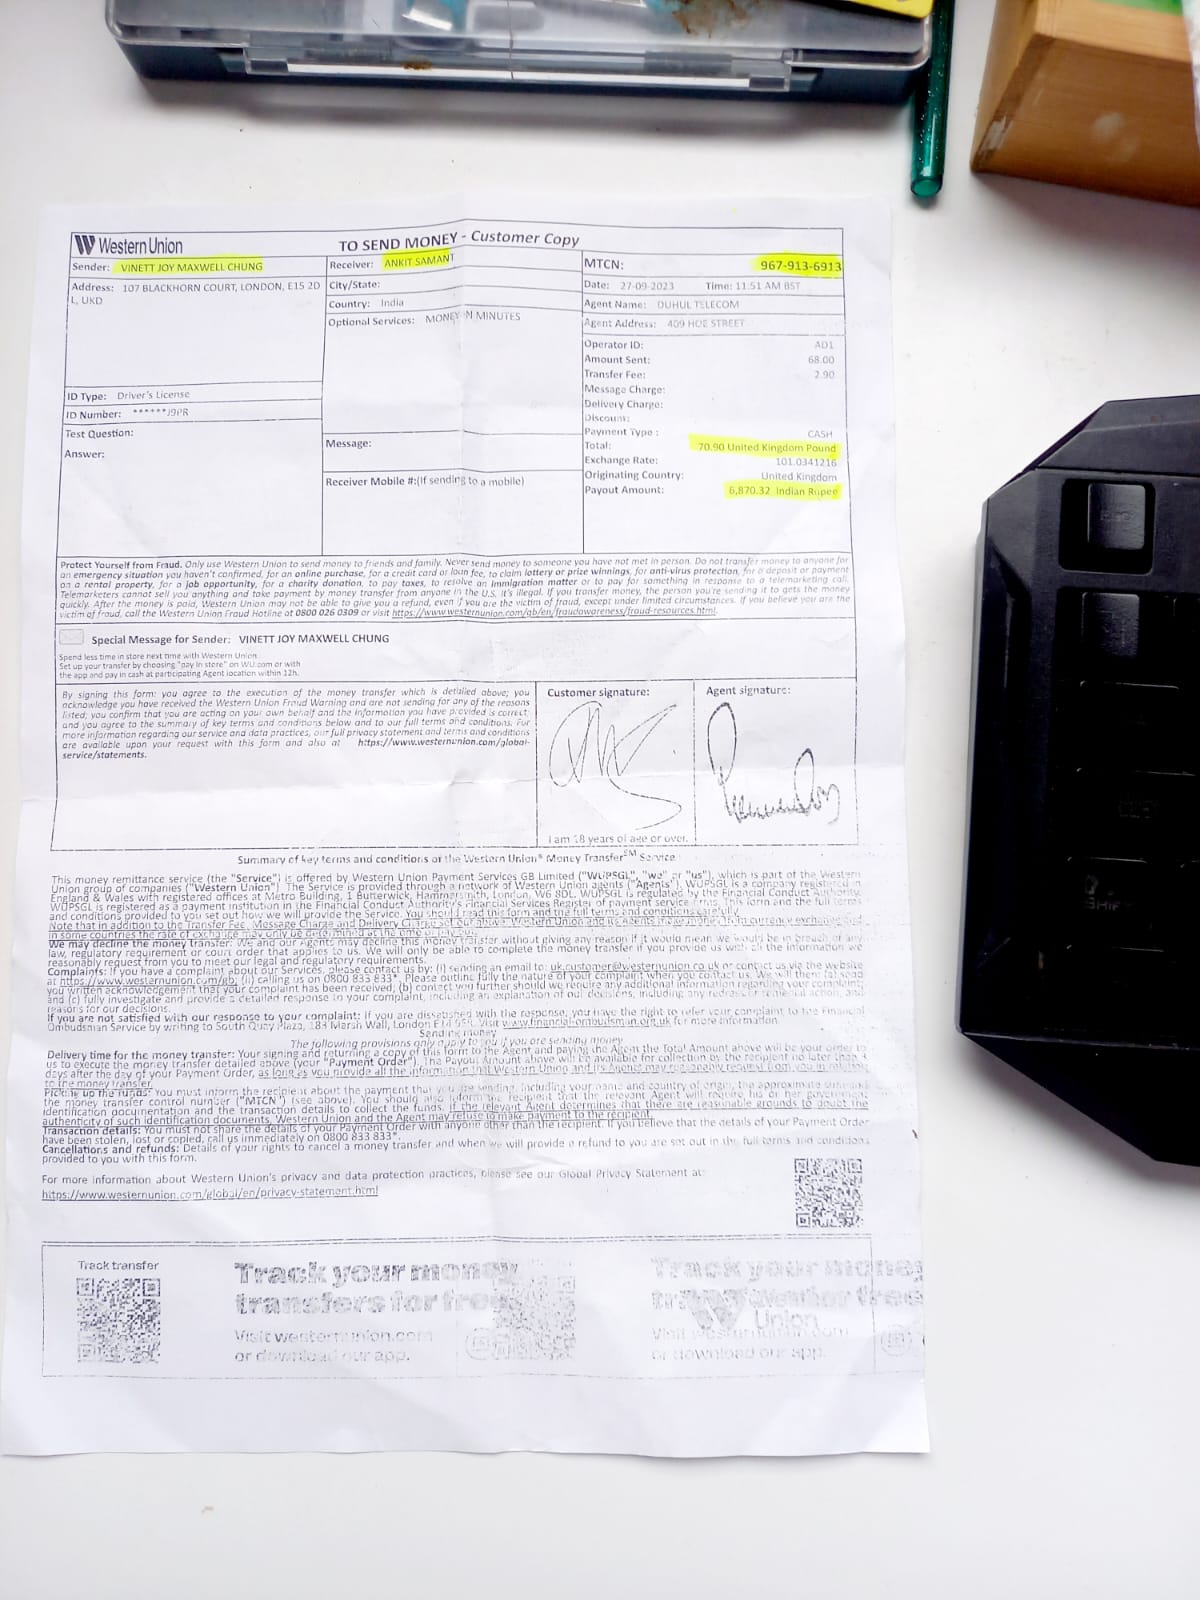 Western Union
TO SEND MONEY - Customer Copy
Sender: VINETT JOY MAXWELL CHUNG
Address: 107 BLACKHORN COURT, LONDON, E15 2D
L, UKD
ID Type: Driver's License
ID Number: ******J9PR
Test Question:
Answer:
Receiver: ANKIT SAMANT
City/State:
Country: India
Optional Services: MONEY IN MINUTES
Message:
Receiver Mobile #:(If sending to a mobile)
MTCN: 967-913-6913
Date: 27-09-2023 Time: 11:51 AM BST
Agent Name: DUHUL TELECOM
Agent Address: 409 HOE STREET
Operator ID: AD1
Amount Sent: 68.00
Transfer Fee: 2.90
Message Charge:
Delivery Charge:
Discount:
Payment Type : CASH
Total: 70.90 United Kingdom Pound
Exchange Rate: 101.0341216
Originating Country: United Kingdom
Payout Amount: 6,870.32 Indian Rupee
Protect Yourself from Fraud. Only use Western Union to send money to friends and family. Never send money to someone you have not met in person. Do not transfer money to anyone for
an emergency situation you haven't confirmed, for an online purchase, for a credit card or loan fee, to claim lottery or prize winnings, for anti-virus protection, for a deposit or payment
on a rental property, for a job opportunity, for a charity donation, to pay taxes, to resolve an immigration matter or to pay for something in response to a telemarketing call.
Telemarketers cannot sell you anything and take payment by money transfer from anyone in the U.S. It's illegal. If you transfer money, the person you're sending it to gets the money
quickly. After the money is paid, Western Union may not be able to give you a refund, even if you are the victim of fraud, except under limited circumstances. If you believe you are the
victim of fraud, call the Western Union Fraud Hotline at 0800 026 0309 or visit https://www.westernunion.com/gb/en/fraudawareness/fraud-resources.html.
Special Message for Sender: VINETT JOY MAXWELL CHUNG
Spend less time in store next time with Western Union.
Set up your transfer by choosing "pay in store" on WU.com or with
the app and pay in cash at participating Agent location within 12h.
By signing this form: you agree to the execution of the money transfer which is detailed above; you
acknowledge you have received the Western Union Fraud Warning and are not sending for any of the reasons
listed; you confirm that you are acting on your own behalf and the information you have provided is correct;
and you agree to the summary of key terms and conditions below and to our full terms and conditions. For
more information regarding our service and data practices, our full privacy statement and terms and conditions
are available upon your request with this form and also at https://www.westernunion.com/global-
service/statements.
Customer signature:
I am 18 years of age or over.
Agent signature:
Summary of key terms and conditions of the Western Union® Money Transfer℠ Service
This money remittance service (the "Service") is offered by Western Union Payment Services GB Limited ("WUPSGL", "we" or "us"), which is part of the Western
Union group of companies ("Western Union"). The Service is provided through a network of Western Union agents ("Agents"). WUPSGL is a company registered in
England & Wales with registered offices at Metro Building, 1 Butterwick, Hammersmith, London, W6 8DL. WUPSGL is regulated by the Financial Conduct Authority.
WUPSGL is registered as a payment institution in the Financial Conduct Authority's Financial Services Register of payment service firms. This form and the full terms
and conditions provided to you set out how we will provide the Service. You should read this form and the full terms and conditions carefully.
Note that in addition to the Transfer Fee, Message Charge and Delivery Charge set out above Western Union and its Agents make money from currency exchange and
in some countries the rate of exchange may only be determined at the time of
We may decline the money transfer: We and our Agents may decline this money transfer without giving any reason if it would mean we would be in breach of any
law, regulatory requirement or court order that applies to us. We will only be able to complete the money transfer if you provide us with all the information we
reasonably request from you to meet our legal and regulatory requirements.
Complaints: If you have a complaint about our Services, please contact us by: (i) sending an email to: uk.customer@westernunion.co.uk or contact us via the website
at https://www.westernunion.com/gb; (ii) calling us on 0800 833 833*. Please outline fully the nature of your complaint when you contact us. We will then: (a) send
you written acknowledgement that your complaint has been received; (b) contact you further should we require any additional information regarding your complaint;
and (c) fully investigate and provide a detailed response to your complaint, including an explanation of our decisions, including any redress or remedial action, and
reasons for our decisions.
If you are not satisfied with our response to your complaint: If you are dissatisfied with the response, you have the right to refer your complaint to the Financial
Ombudsman Service by writing to South Quay Plaza, 183 Marsh Wall, London E14 9SR. Visit www.financial-ombudsman.org.uk for more information.
Sending money
The following provisions only apply to you if you are sending money
Delivery time for the money transfer: Your signing and returning a copy of this form to the Agent and paying the Agent the Total Amount above will be your order to
us to execute the money transfer detailed above (your "Payment Order"). The Payout Amount above will be available for collection by the recipient no later than
days after the day of your Payment Order, as long as you provide all the information that Western Union and its Agents may reasonably request from you in relation
to the money transfer.
Picking up the funds: You must inform the recipient about the payment that you are sending, including your name and country of origin, the approximate
the money transfer control number ("MTCN") (see above). You should also inform the recipient that the relevant Agent will require his or her government
identification documentation and the transaction details to collect the funds. If the relevant Agent determines that there are reasonable grounds to doubt the
authenticity of such identification documents, Western Union and the Agent may refuse to make payment to the recipient.
Transaction details: You must not share the details of your Payment Order with anyone other than the recipient. If you believe that the details of your Payment Order
have been stolen, lost or copied, call us immediately on 0800 833 833*.
Cancellations and refunds: Details of your rights to cancel a money transfer and when we will provide a refund to you are set out in the full terms and conditions
provided to you with this form.
For more information about Western Union's privacy and data protection practices, please see our Global Privacy Statement at:
https://www.westernunion.com/global/en/privacy-statement.html
Track transfer
Track your money
transfers for free
Visit westernunion.com
or download our app.
Track your money
Western
Union
Visit westernunion.com
or download our app.
SHIFT